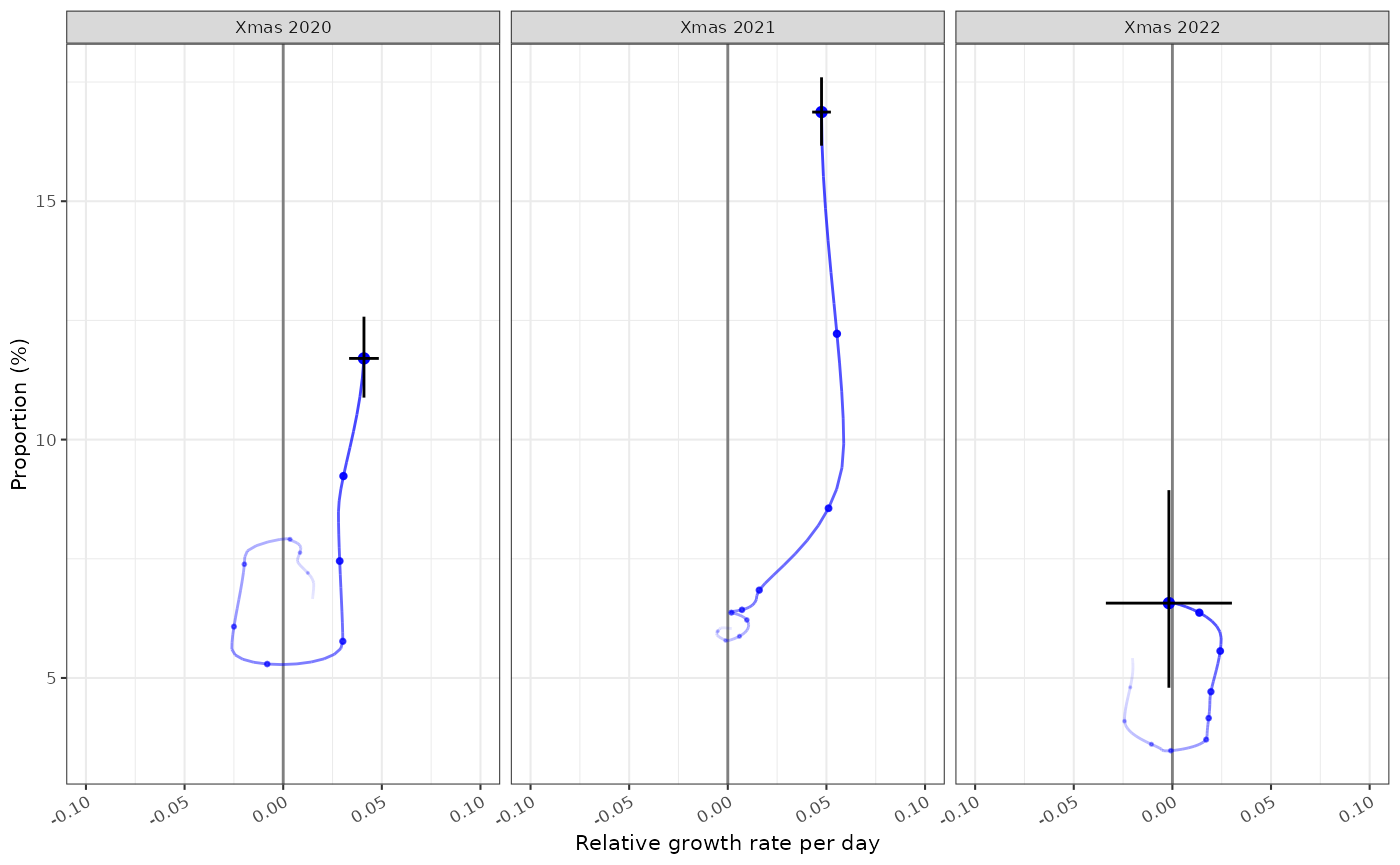 Xmas 2020 Xmas 2021 Xmas 2022
Proportion (%)
15
10
5
-0.10 -0.05 0.00 0.05 0.10 -0.10 -0.05 0.00 0.05 0.10 -0.10 -0.05 0.00 0.05 0.10
Relative growth rate per day